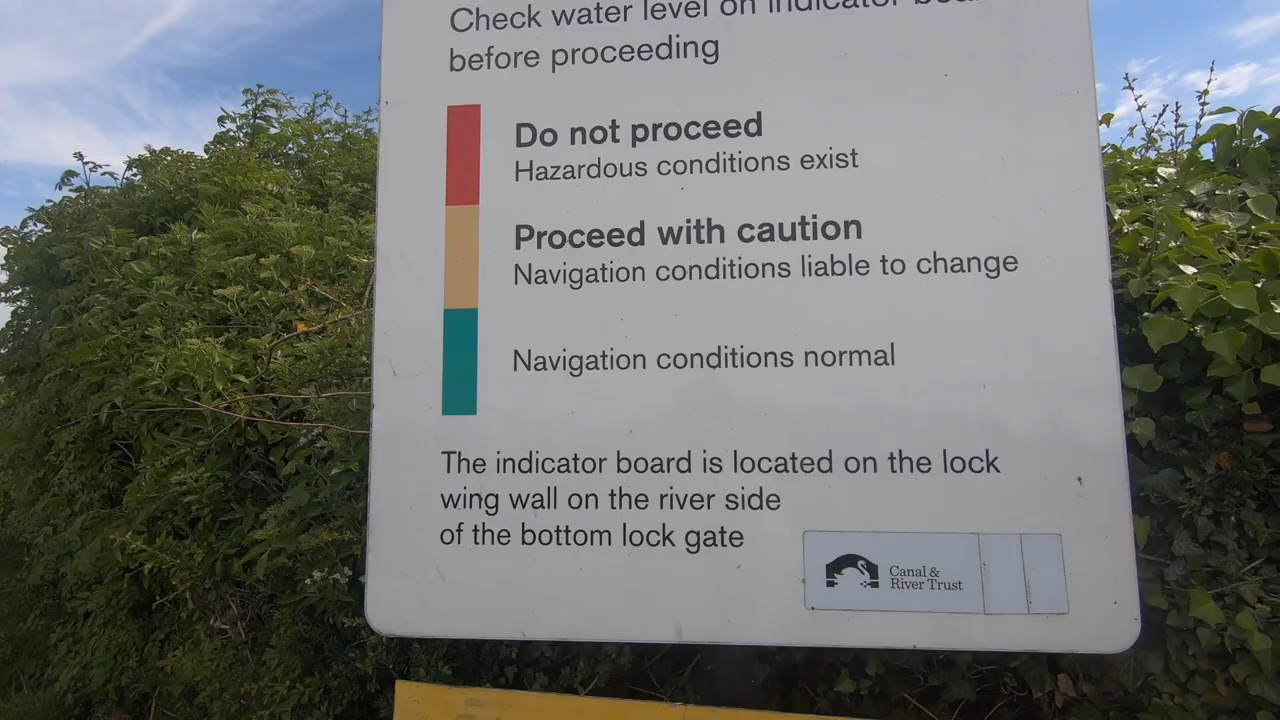 Check water level on indicator
before proceeding
Do not proceed
Hazardous conditions exist
Proceed with caution
Navigation conditions liable to change
Navigation conditions normal
The indicator board is located on the lock
wing wall on the river side
of the bottom lock gate
Canal &
River Trust